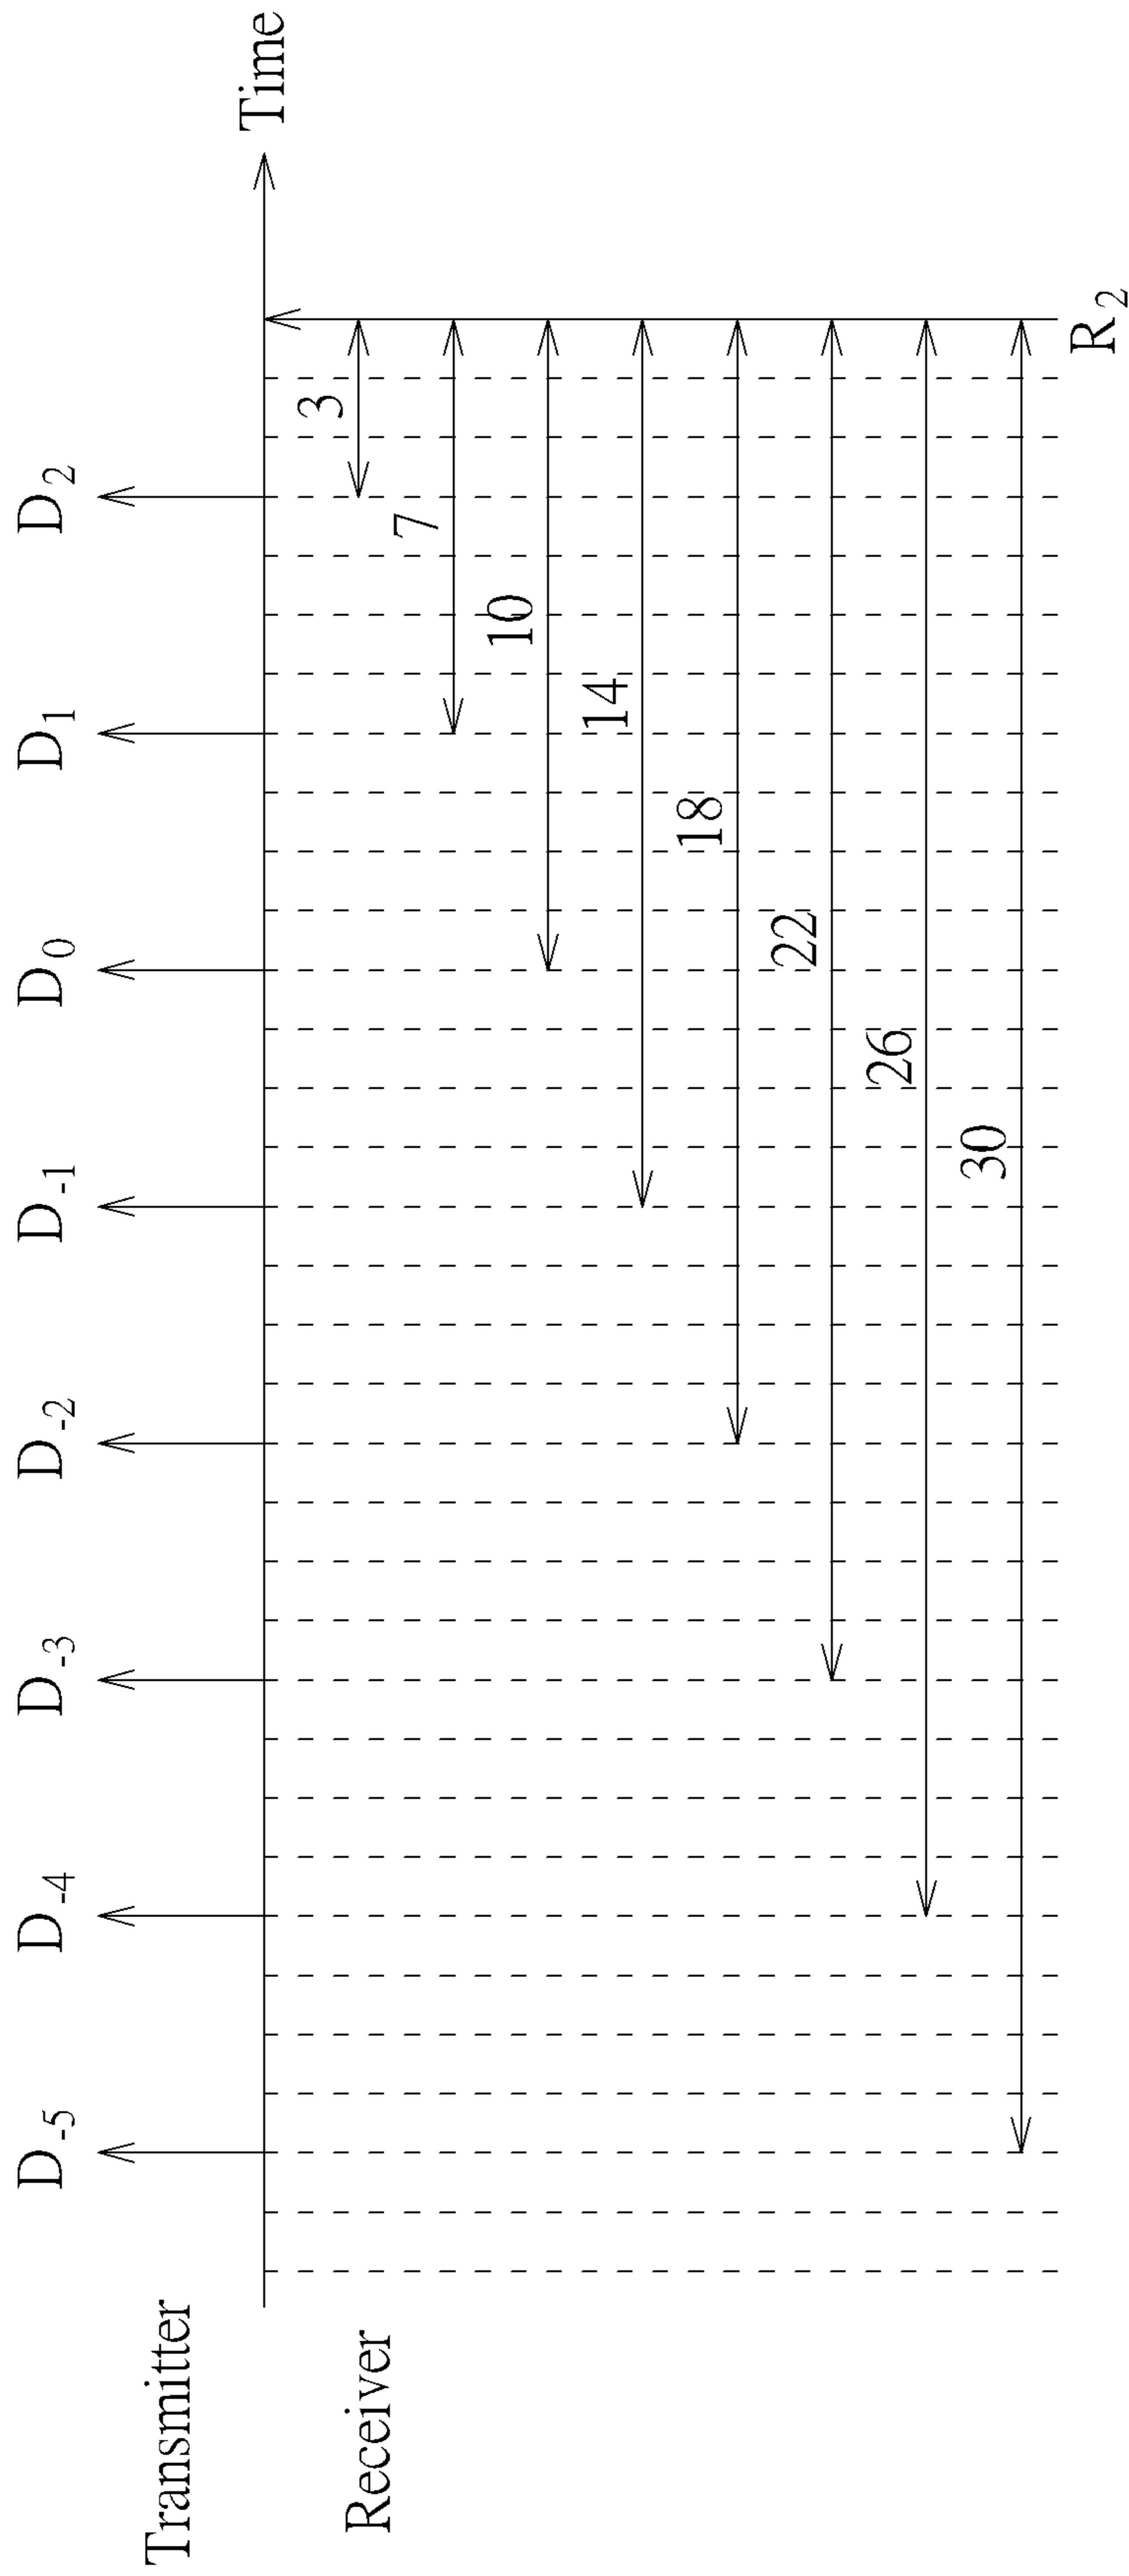 D-5 D-4 D-3 D-2 D-1 D0 D1 D2
Transmitter
Time
Receiver
3
7
10
14
18
22
26
30
R2